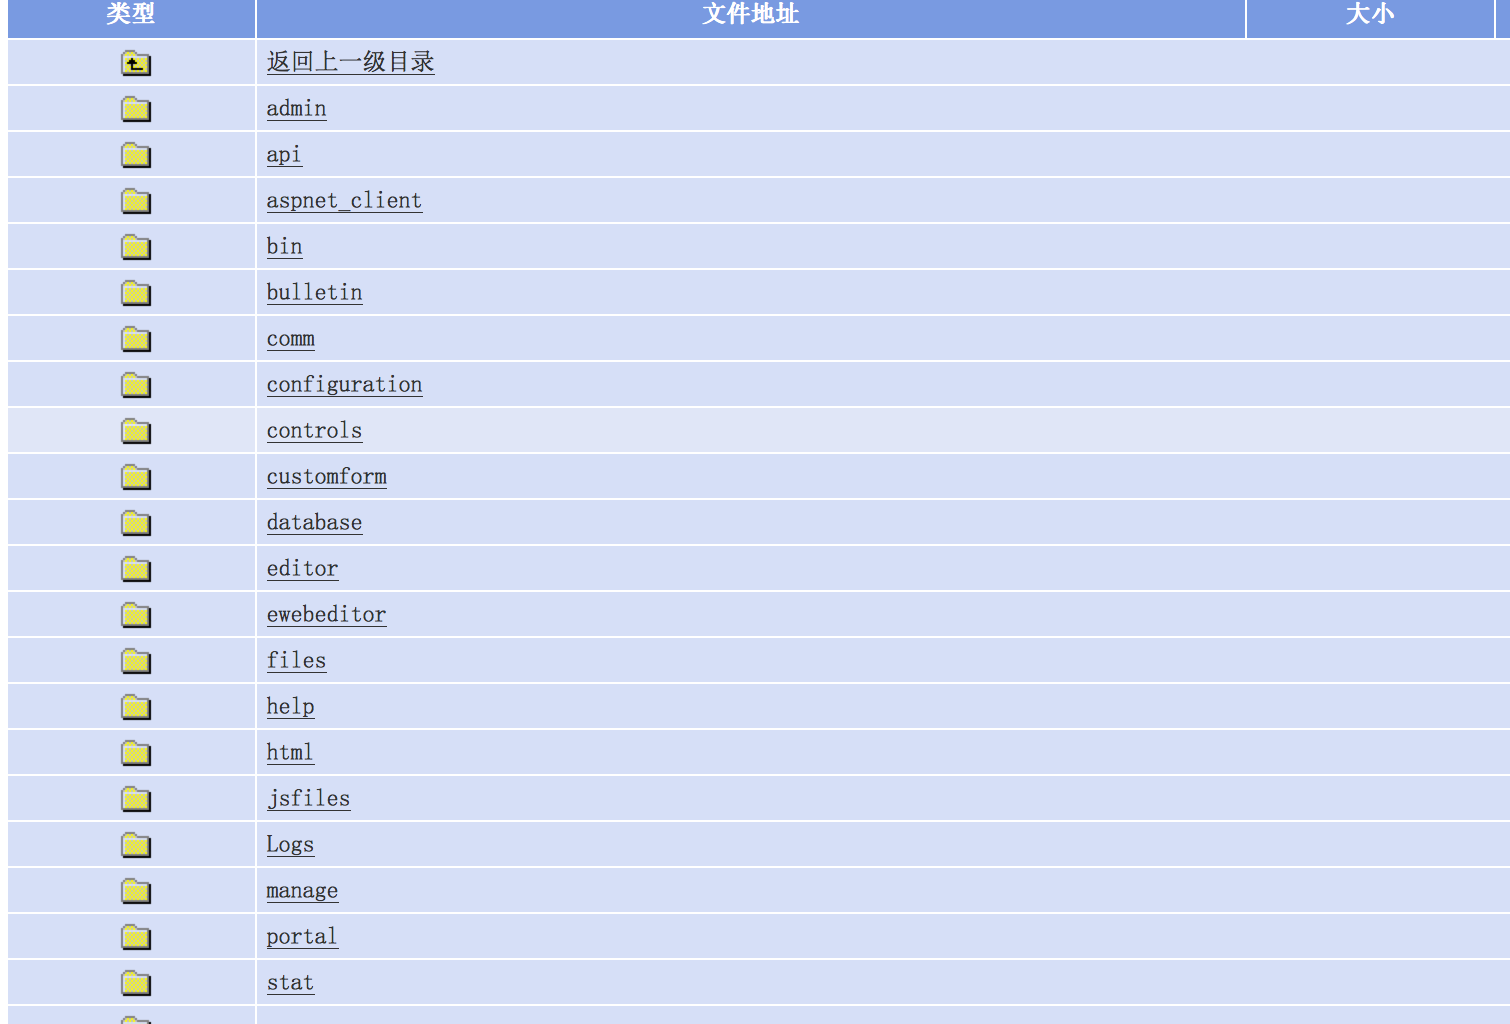 类型 文件地址 大小
返回上一级目录
admin
api
aspnet_client
bin
bulletin
comm
configuration
controls
customform
database
editor
ewebeditor
files
help
html
jsfiles
Logs
manage
portal
stat